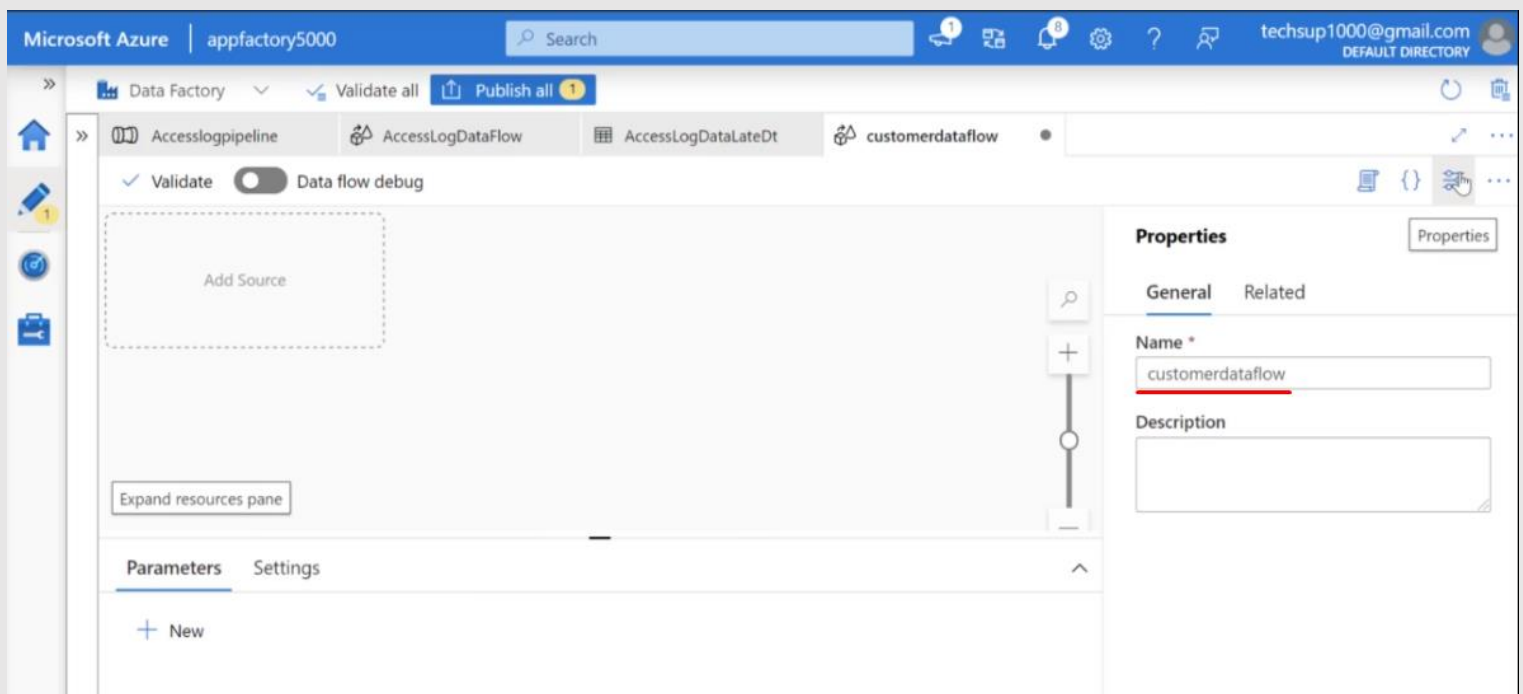 Microsoft Azure | appfactory5000
Search
1
8
?
techsup1000@gmail.com
DEFAULT DIRECTORY
»
Data Factory
Validate all
Publish all 1
»
Accesslogpipeline
AccessLogDataFlow
AccessLogDataLateDt
customerdataflow ●
...
Validate
Data flow debug
{}
...
1
Add Source
Properties
Properties
General
Related
Name *
customerdataflow
Description
Expand resources pane
Parameters
Settings
+ New